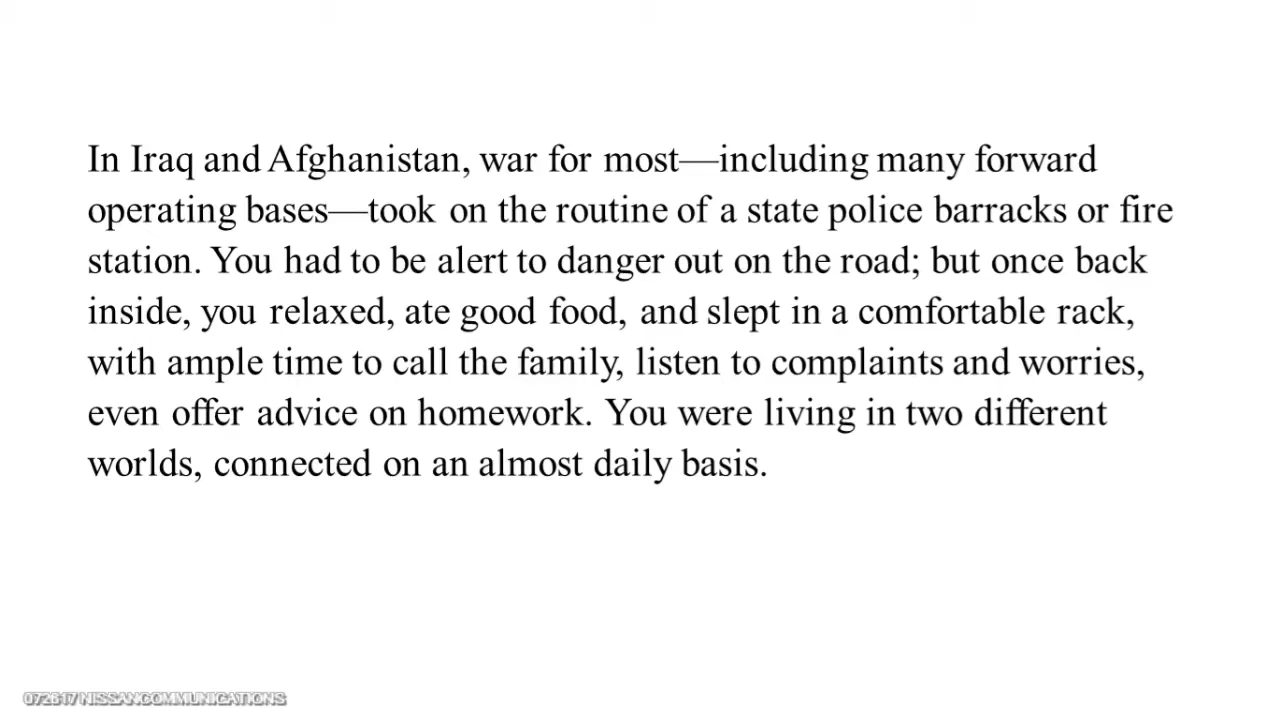 In Iraq and Afghanistan, war for most—including many forward
operating bases—took on the routine of a state police barracks or fire
station. You had to be alert to danger out on the road; but once back
inside, you relaxed, ate good food, and slept in a comfortable rack,
with ample time to call the family, listen to complaints and worries,
even offer advice on homework. You were living in two different
worlds, connected on an almost daily basis.
072617 NISSANCOMMUNICATIONS